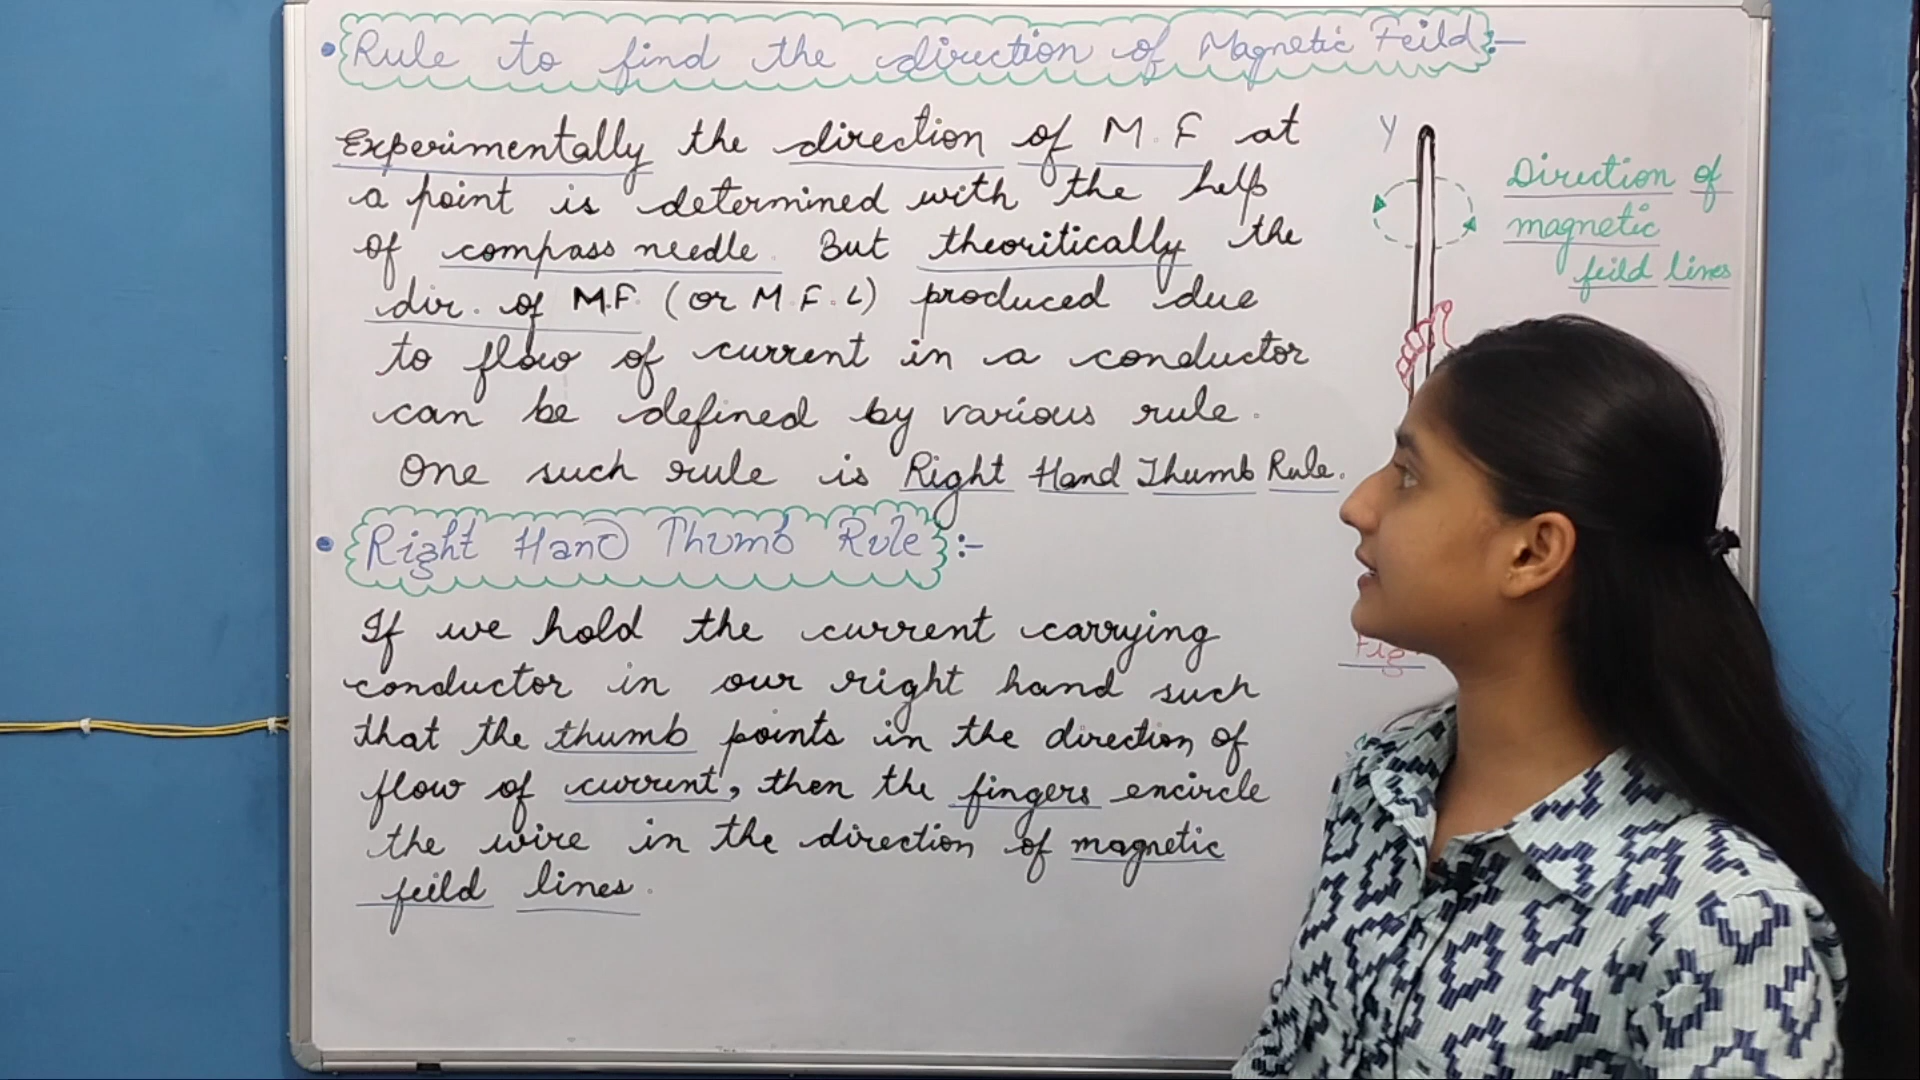 • Rule to find the direction of Magnetic Feild :-
Experimentally the direction of M.F at
a point is determined with the help
of compass needle. But theoritically the
dir. of M.F. (or M.F.L) produced due
to flow of current in a conductor
can be defined by various rule.
One such rule is Right Hand Thumb Rule.
• Right Hand Thumb Rule :-
If we hold the current carrying
conductor in our right hand such
that the thumb points in the direction of
flow of current, then the fingers encircle
the wire in the direction of magnetic
feild lines.
Y
Direction of
magnetic
feild lines
Fig